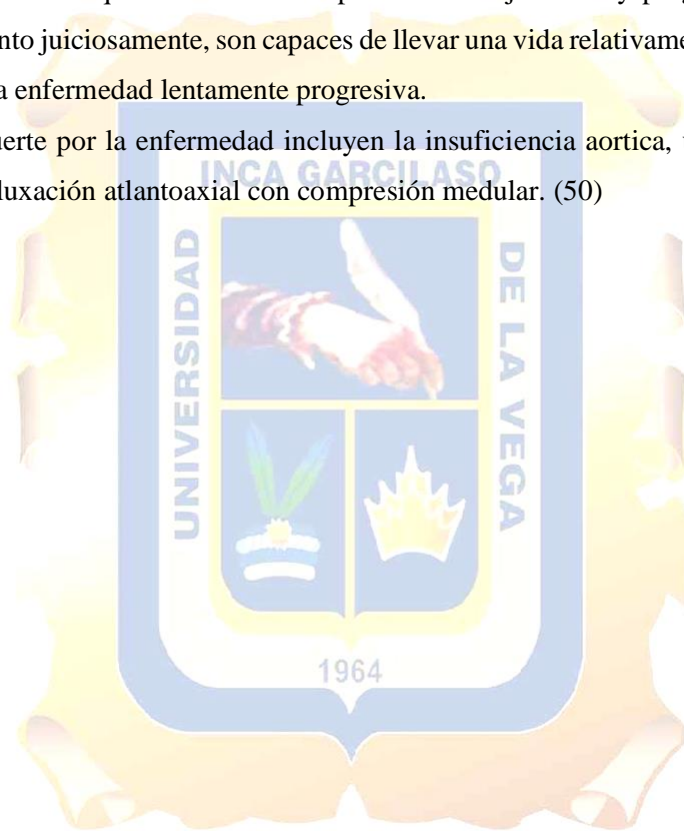 nto juiciosamente, son capaces de llevar una vida relativame
a enfermedad lentamente progresiva.
erte por la enfermedad incluyen la insuficiencia aortica,
luxación atlantoaxial con compresión medular. (50)
INCA GARCILASO
UNIVERSIDAD
DE LA VEGA
1964